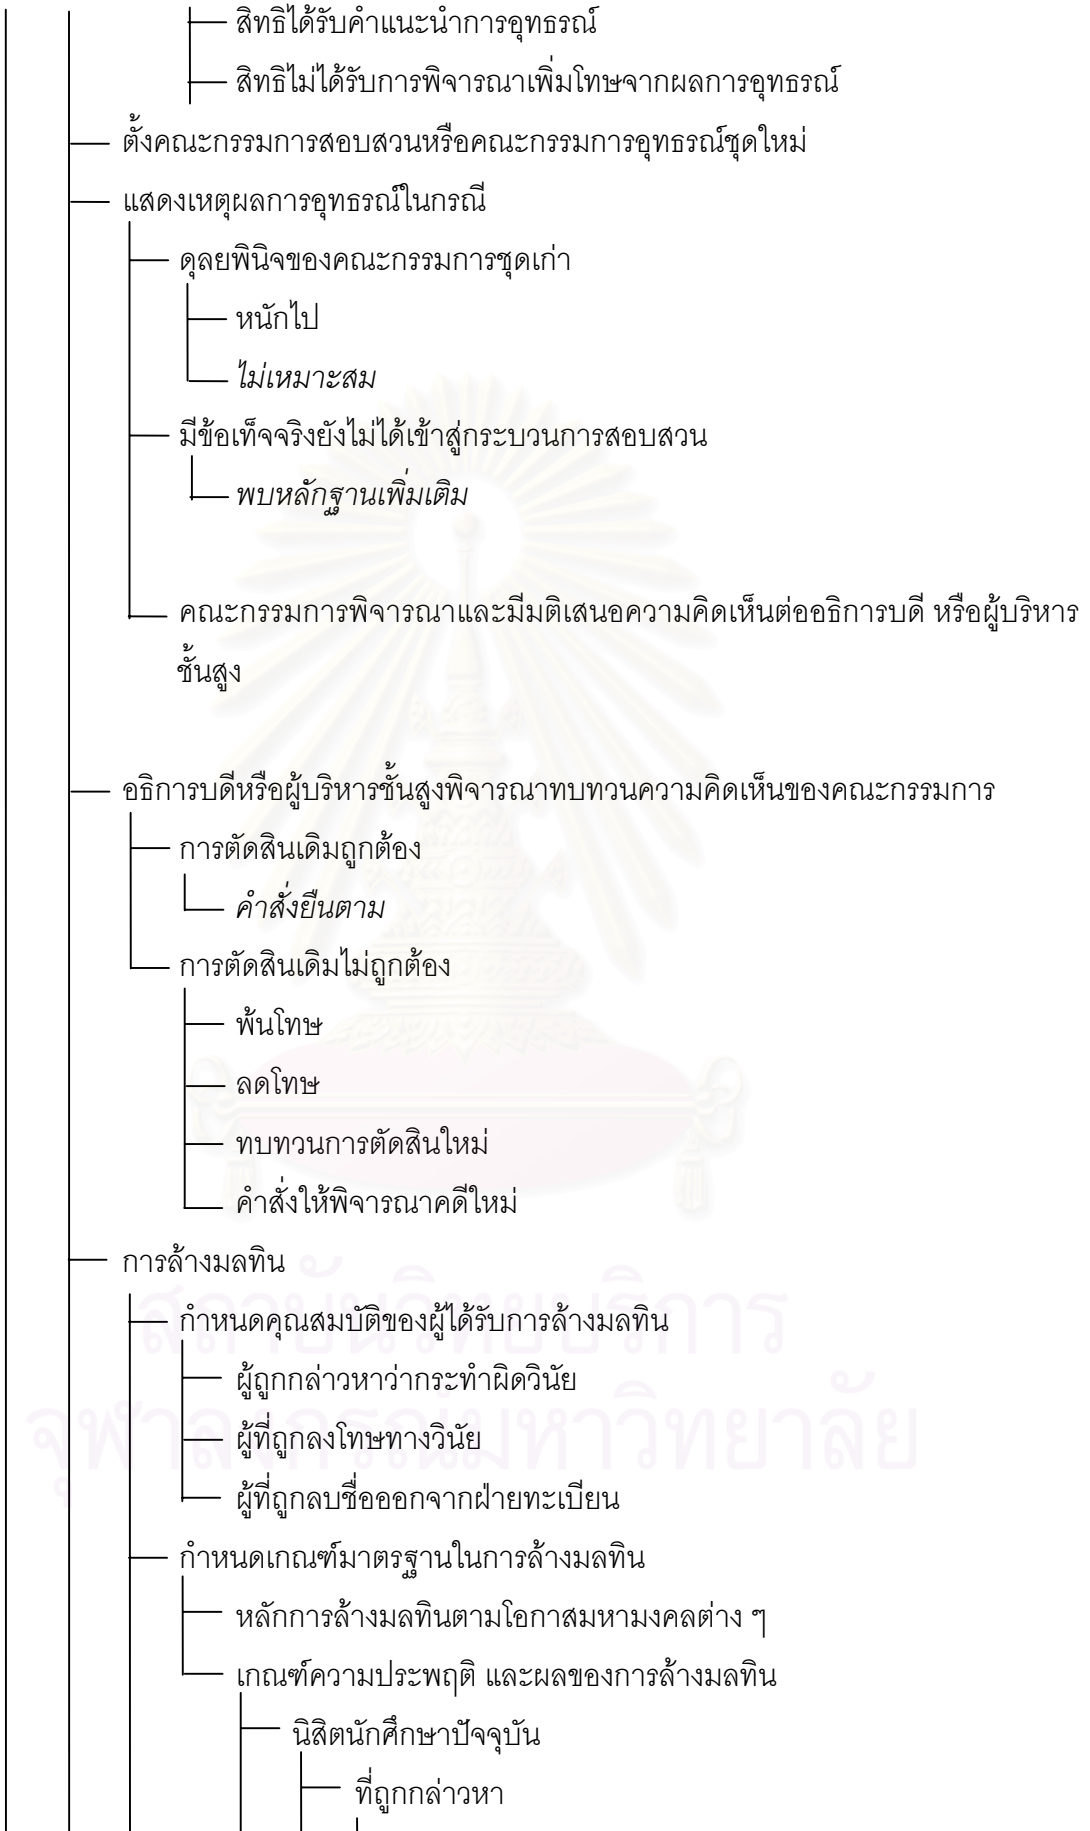 สิทธิได้รับคำแนะนำการอุทธรณ์
สิทธิไม่ได้รับการพิจารณาเพิ่มโทษจากผลการอุทธรณ์
ตั้งคณะกรรมการสอบสวนหรือคณะกรรมการอุทธรณ์ชุดใหม่
แสดงเหตุผลการอุทธรณ์ในกรณี
ดุลยพินิจของคณะกรรมการชุดเก่า
หนักไป
ไม่เหมาะสม
มีข้อเท็จจริงยังไม่ได้เข้าสู่กระบวนการสอบสวน
พบหลักฐานเพิ่มเติม
คณะกรรมการพิจารณาและมีมติเสนอความคิดเห็นต่ออธิการบดี หรือผู้บริหาร
ชั้นสูง
อธิการบดีหรือผู้บริหารชั้นสูงพิจารณาทบทวนความคิดเห็นของคณะกรรมการ
การตัดสินเดิมถูกต้อง
คำสั่งยืนตาม
การตัดสินเดิมไม่ถูกต้อง
พ้นโทษ
ลดโทษ
ทบทวนการตัดสินใหม่
คำสั่งให้พิจารณาคดีใหม่
การล้างมลทิน
สถาบันวิทยบริการ
กำหนดคุณสมบัติของผู้ได้รับการล้างมลทิน
ผู้ถูกกล่าวหาว่ากระทำผิดวินัย
จุฬาลงกรณ์มหาวิทยาลัย
ผู้ที่ถูกลงโทษทางวินัย
ผู้ที่ถูกลบชื่อออกจากฝ่ายทะเบียน
กำหนดเกณฑ์มาตรฐานในการล้างมลทิน
หลักการล้างมลทินตามโอกาสมหามงคลต่าง ๆ
เกณฑ์ความประพฤติ และผลของการล้างมลทิน
นิสิตนักศึกษาปัจจุบัน
ที่ถูกกล่าวหา